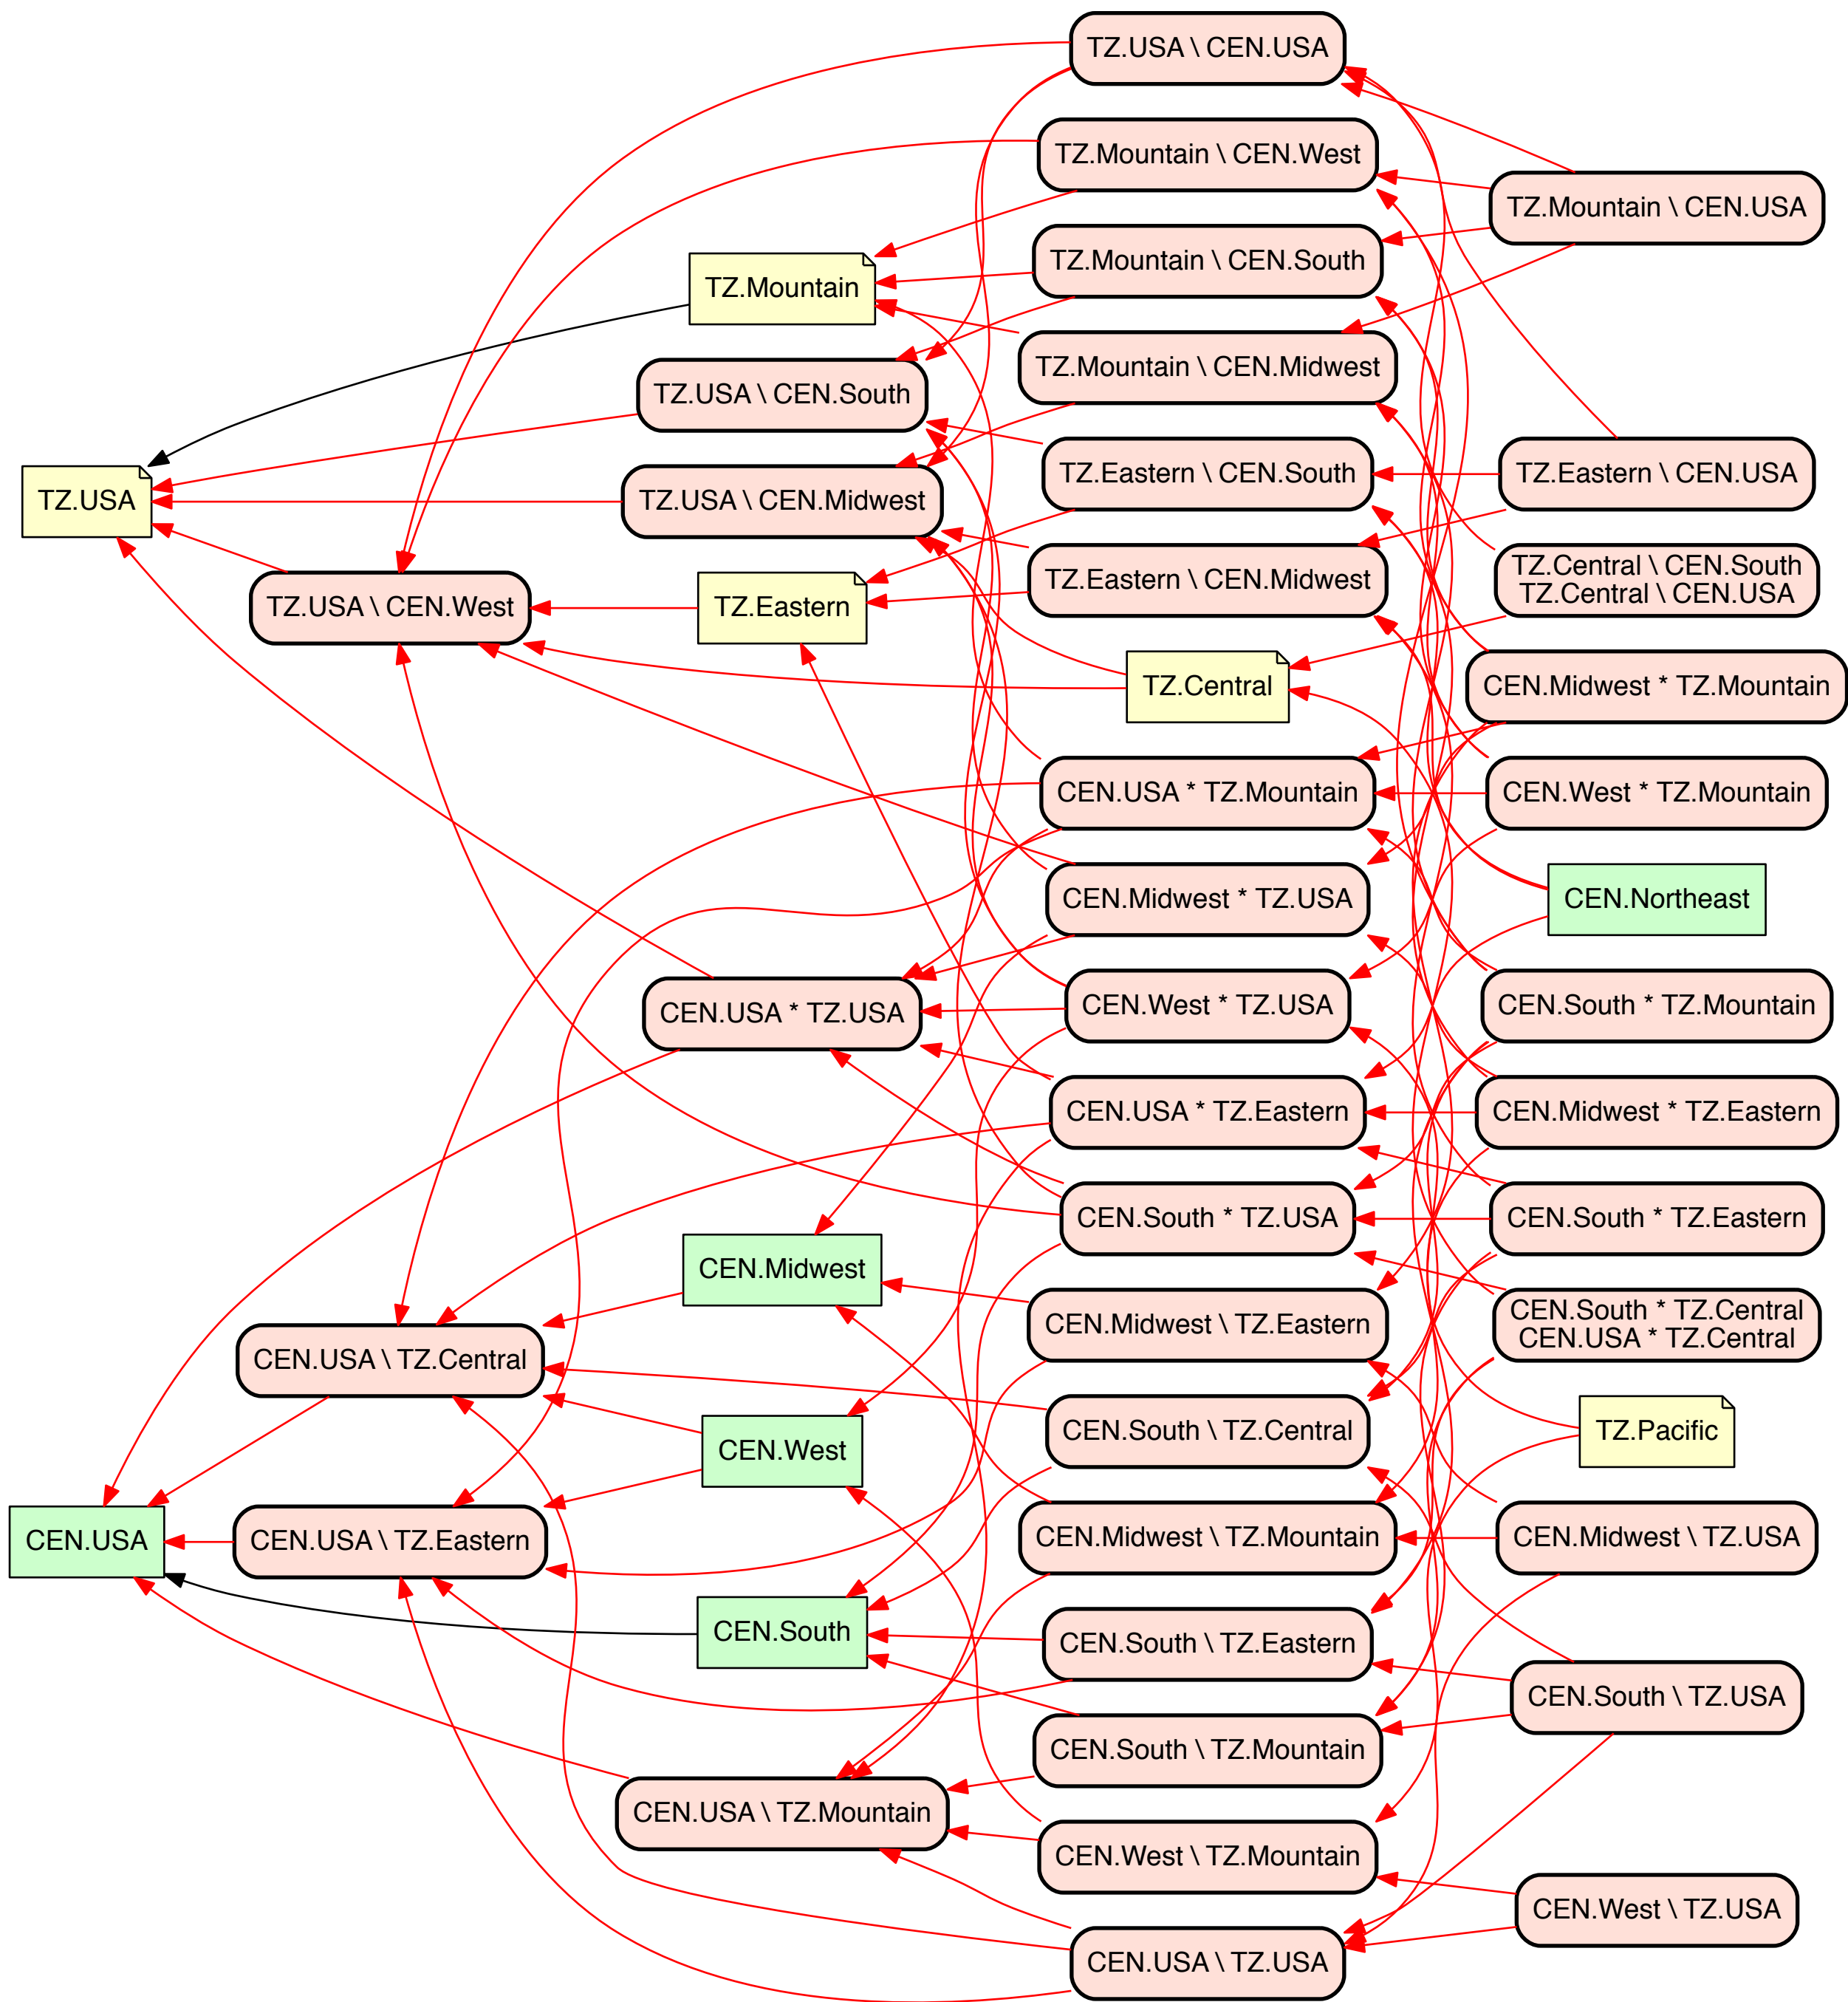 TZ.USA \ CEN.USA
TZ.Mountain \ CEN.West
TZ.Mountain \ CEN.USA
TZ.Mountain \ CEN.South
TZ.Mountain
TZ.Mountain \ CEN.Midwest
TZ.USA \ CEN.South
TZ.Eastern \ CEN.South
TZ.Eastern \ CEN.USA
TZ.USA
TZ.USA \ CEN.Midwest
TZ.Eastern \ CEN.Midwest
TZ.Central \ CEN.South
TZ.Central \ CEN.USA
TZ.USA \ CEN.West
TZ.Eastern
TZ.Central
CEN.Midwest * TZ.Mountain
CEN.USA * TZ.Mountain
CEN.West * TZ.Mountain
CEN.Midwest * TZ.USA
CEN.Northeast
CEN.USA * TZ.USA
CEN.West * TZ.USA
CEN.South * TZ.Mountain
CEN.USA * TZ.Eastern
CEN.Midwest * TZ.Eastern
CEN.South * TZ.USA
CEN.South * TZ.Eastern
CEN.Midwest
CEN.Midwest \ TZ.Eastern
CEN.South * TZ.Central
CEN.USA * TZ.Central
CEN.USA \ TZ.Central
CEN.South \ TZ.Central
TZ.Pacific
CEN.West
CEN.USA
CEN.USA \ TZ.Eastern
CEN.Midwest \ TZ.Mountain
CEN.Midwest \ TZ.USA
CEN.South
CEN.South \ TZ.Eastern
CEN.South \ TZ.USA
CEN.South \ TZ.Mountain
CEN.USA \ TZ.Mountain
CEN.West \ TZ.Mountain
CEN.West \ TZ.USA
CEN.USA \ TZ.USA